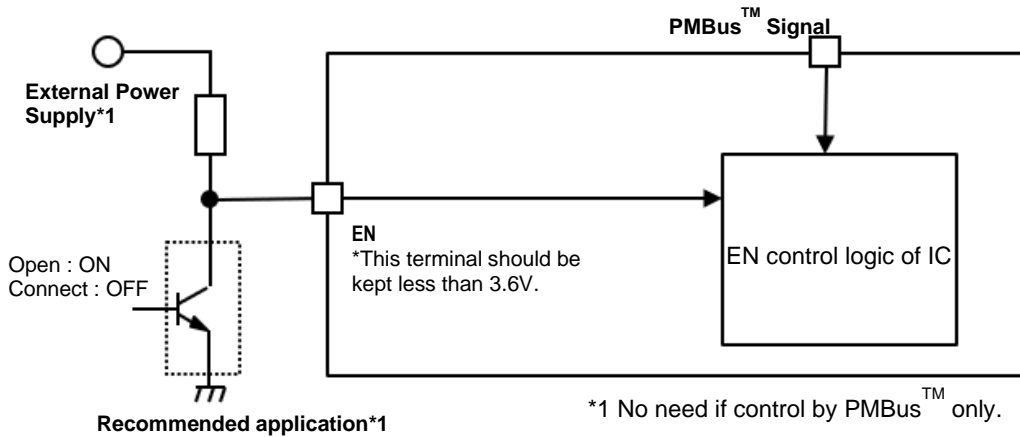 PMBus™ Signal
External Power
Supply*1
EN
*This terminal should be
kept less than 3.6V.
EN control logic of IC
Open : ON
Connect : OFF
Recommended application*1
*1 No need if control by PMBus™ only.